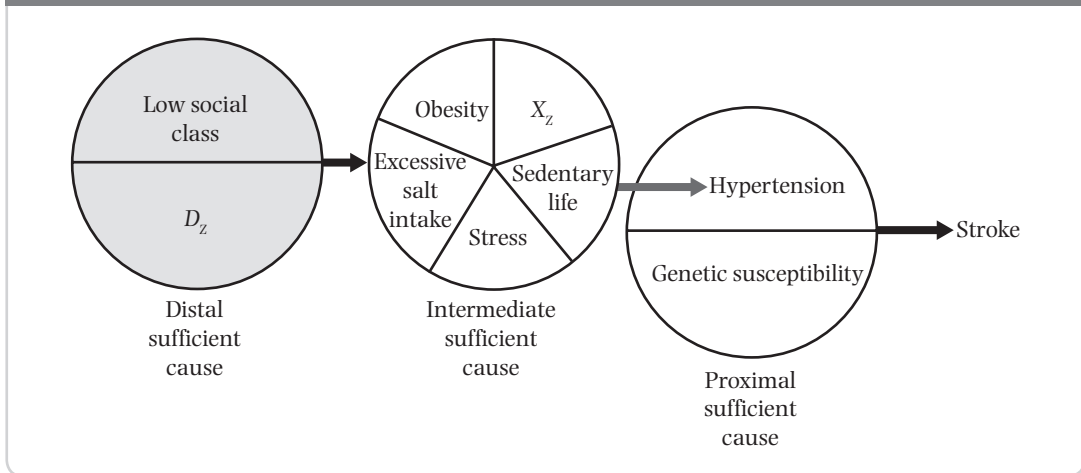 Low social
class
D_Z
Distal
sufficient
cause
Obesity
X_Z
Excessive
salt
intake
Sedentary
life
Stress
Intermediate
sufficient
cause
Hypertension
Genetic susceptibility
Proximal
sufficient
cause
Stroke